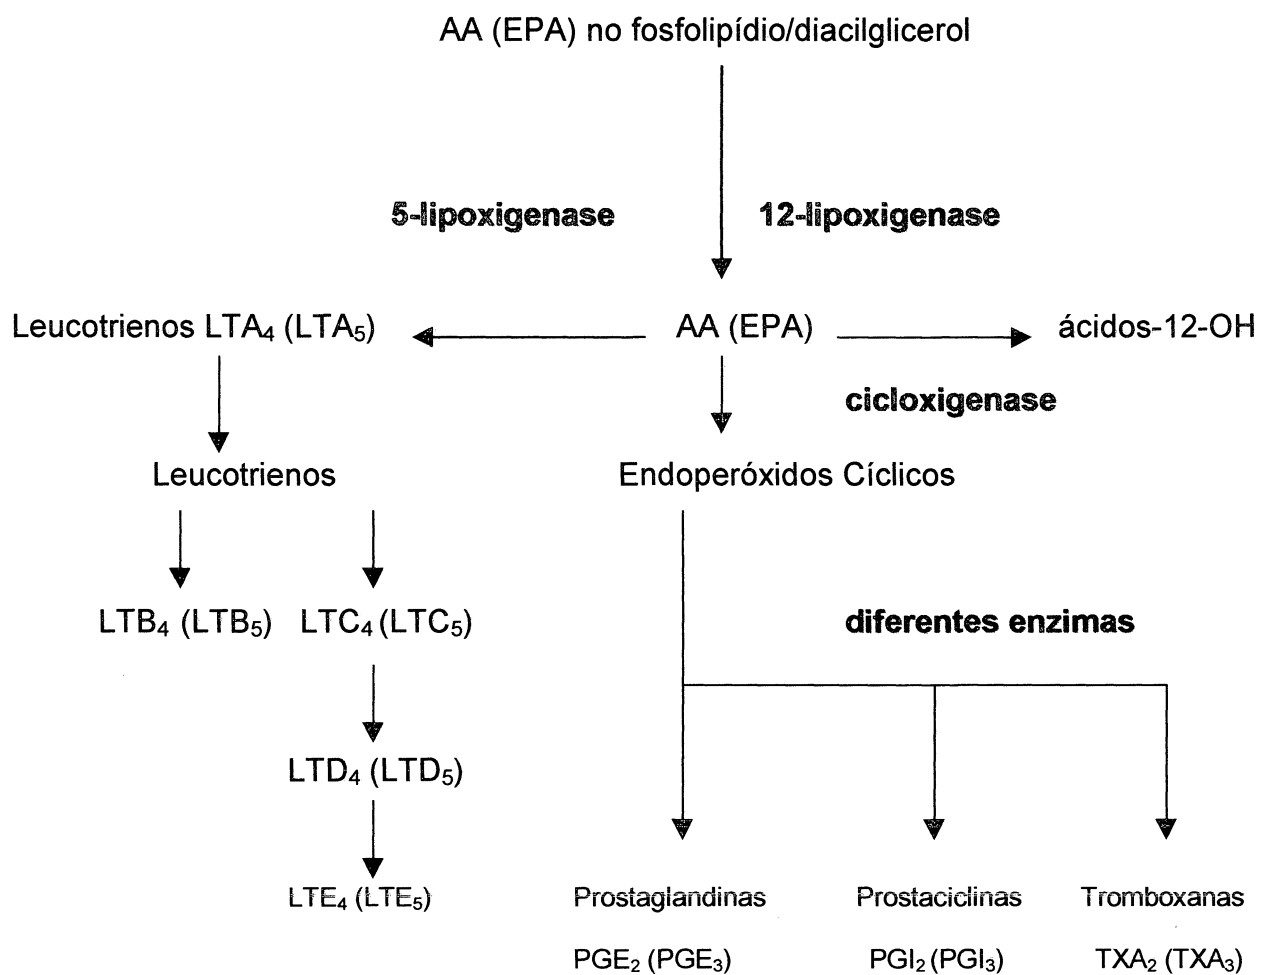 AA (EPA) no fosfolipídio/diacilglicerol
5-lipoxigenase 12-lipoxigenase
Leucotrienos LTA₄ (LTA₅) AA (EPA) ácidos-12-OH
cicloxigenase
Leucotrienos Endoperóxidos Cíclicos
LTB₄ (LTB₅) LTC₄ (LTC₅) diferentes enzimas
LTD₄ (LTD₅)
LTE₄ (LTE₅) Prostaglandinas Prostaciclinas Tromboxanas
PGE₂ (PGE₃) PGI₂ (PGI₃) TXA₂ (TXA₃)